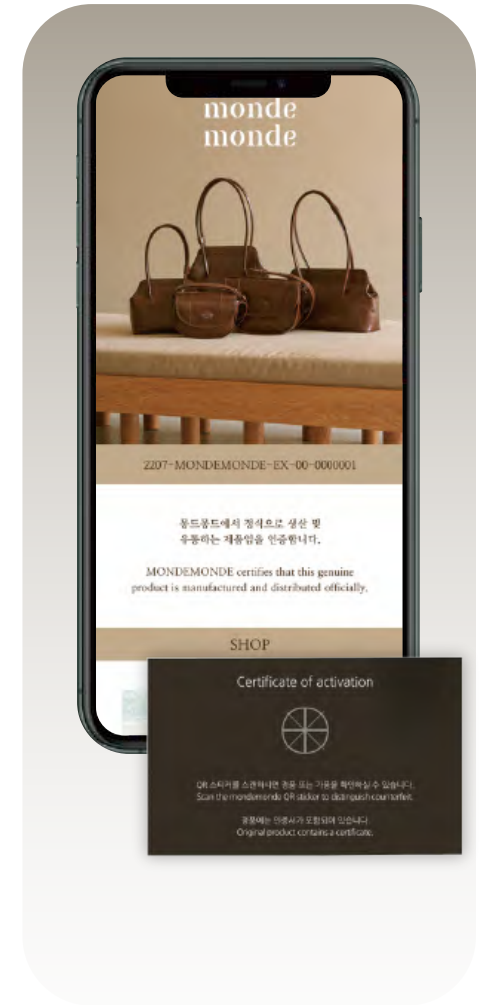 monde
monde
2207-MONDEMONDE-EX-00-0000001
몽드몽드에서 정식으로 생산 및
유통하는 제품임을 인증합니다.
MONDEMONDE certifies that this genuine
product is manufactured and distributed officially.
SHOP
Certificate of activation
QR 스티커를 스캔하시면 정품 또는 가품을 확인하실 수 있습니다.
Scan the mondemonde QR sticker to distinguish counterfeit.
정품에는 인증서가 포함되어 있습니다.
Original product contains a certificate.